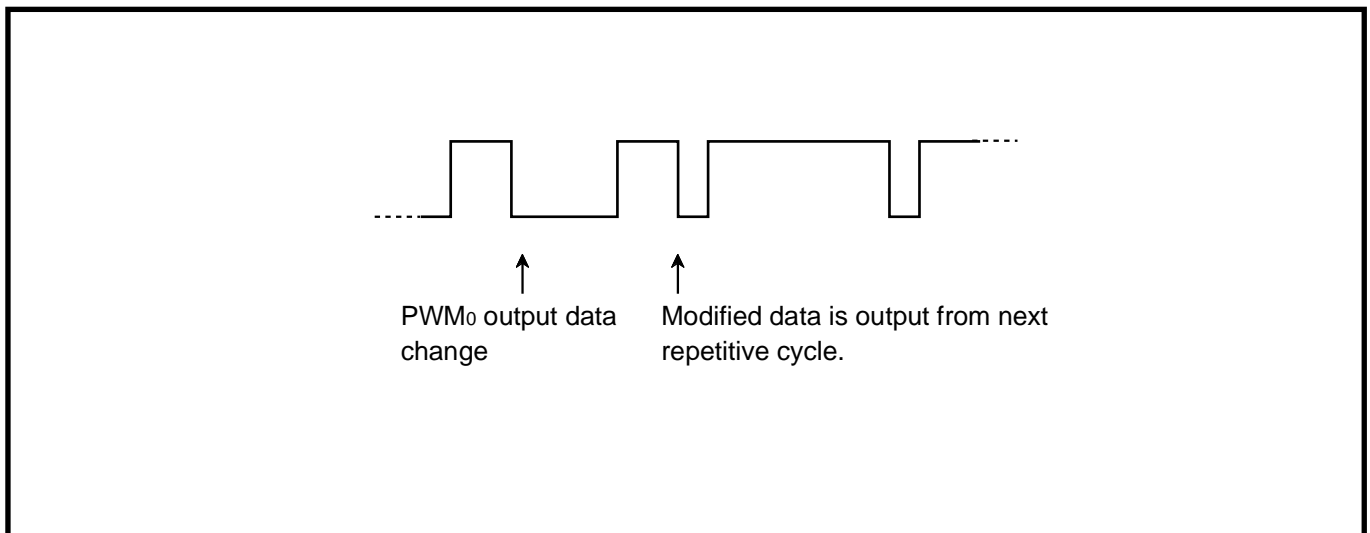 PWM0 output data
change
Modified data is output from next
repetitive cycle.